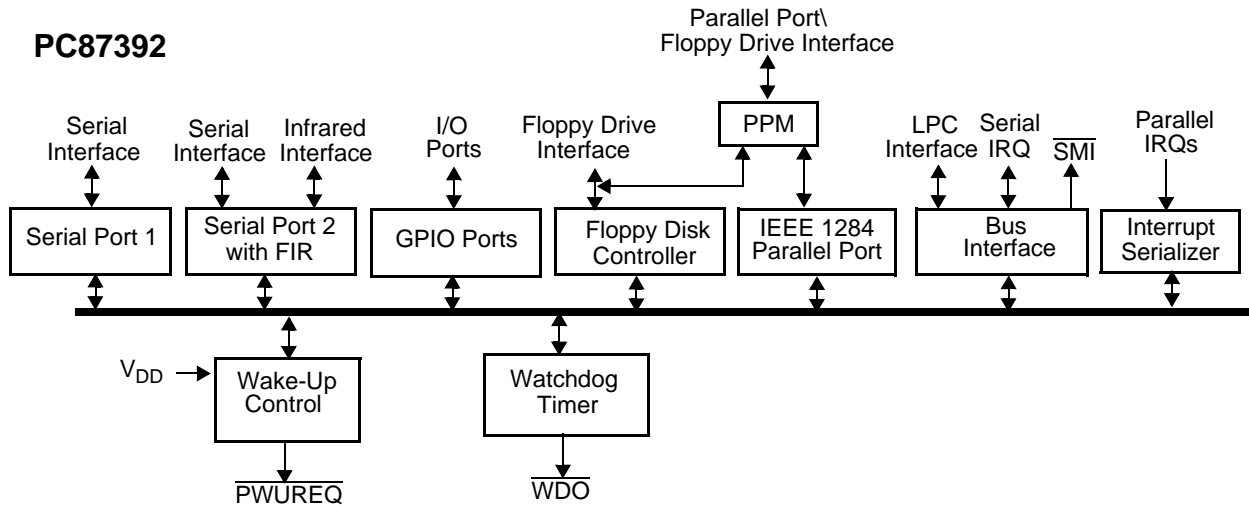 PC87392
Parallel Port\
Floppy Drive Interface
PPM
Serial
Interface
Serial
Interface
Infrared
Interface
I/O
Ports
Floppy Drive
Interface
LPC
Interface
Serial
IRQ
SMI
Parallel
IRQs
Serial Port 1
Serial Port 2
with FIR
GPIO Ports
Floppy Disk
Controller
IEEE 1284
Parallel Port
Bus
Interface
Interrupt
Serializer
VDD
Wake-Up
Control
Watchdog
Timer
PWUREQ
WDO